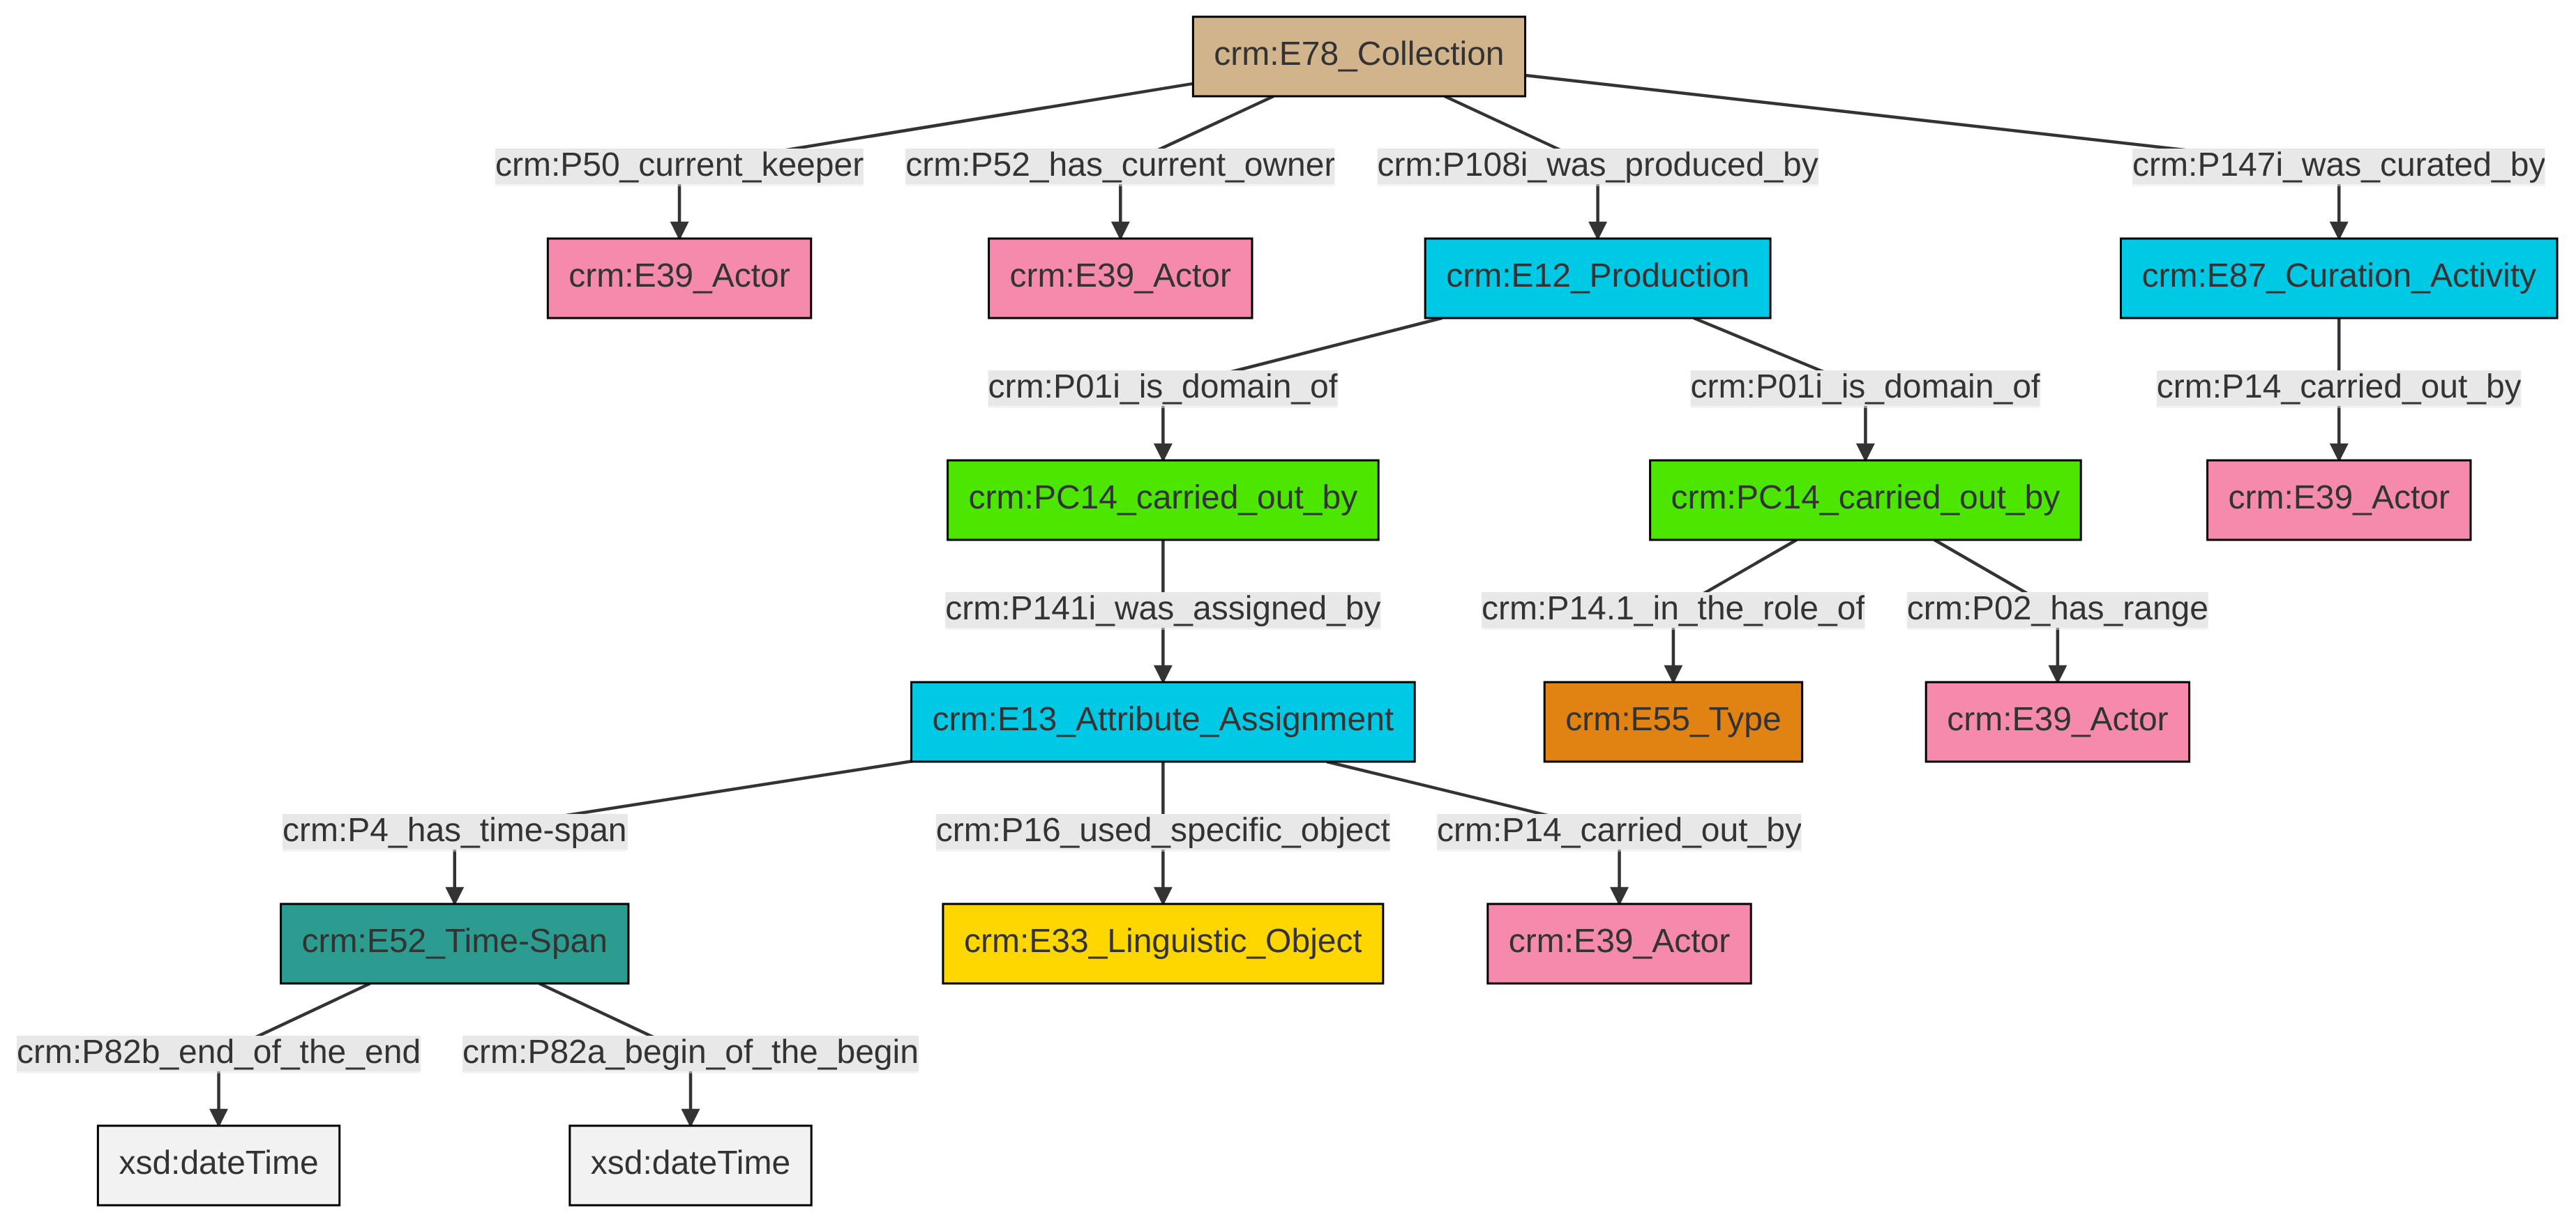 crm:E78_Collection
crm:P50_current_keeper
crm:P52_has_current_owner
crm:P108i_was_produced_by
crm:P147i_was_curated_by
crm:E39_Actor
crm:E39_Actor
crm:E12_Production
crm:E87_Curation_Activity
crm:P01i_is_domain_of
crm:P01i_is_domain_of
crm:P14_carried_out_by
crm:PC14_carried_out_by
crm:PC14_carried_out_by
crm:E39_Actor
crm:P141i_was_assigned_by
crm:P14.1_in_the_role_of
crm:P02_has_range
crm:E13_Attribute_Assignment
crm:E55_Type
crm:E39_Actor
crm:P4_has_time-span
crm:P16_used_specific_object
crm:P14_carried_out_by
crm:E52_Time-Span
crm:E33_Linguistic_Object
crm:E39_Actor
crm:P82b_end_of_the_end
crm:P82a_begin_of_the_begin
xsd:dateTime
xsd:dateTime